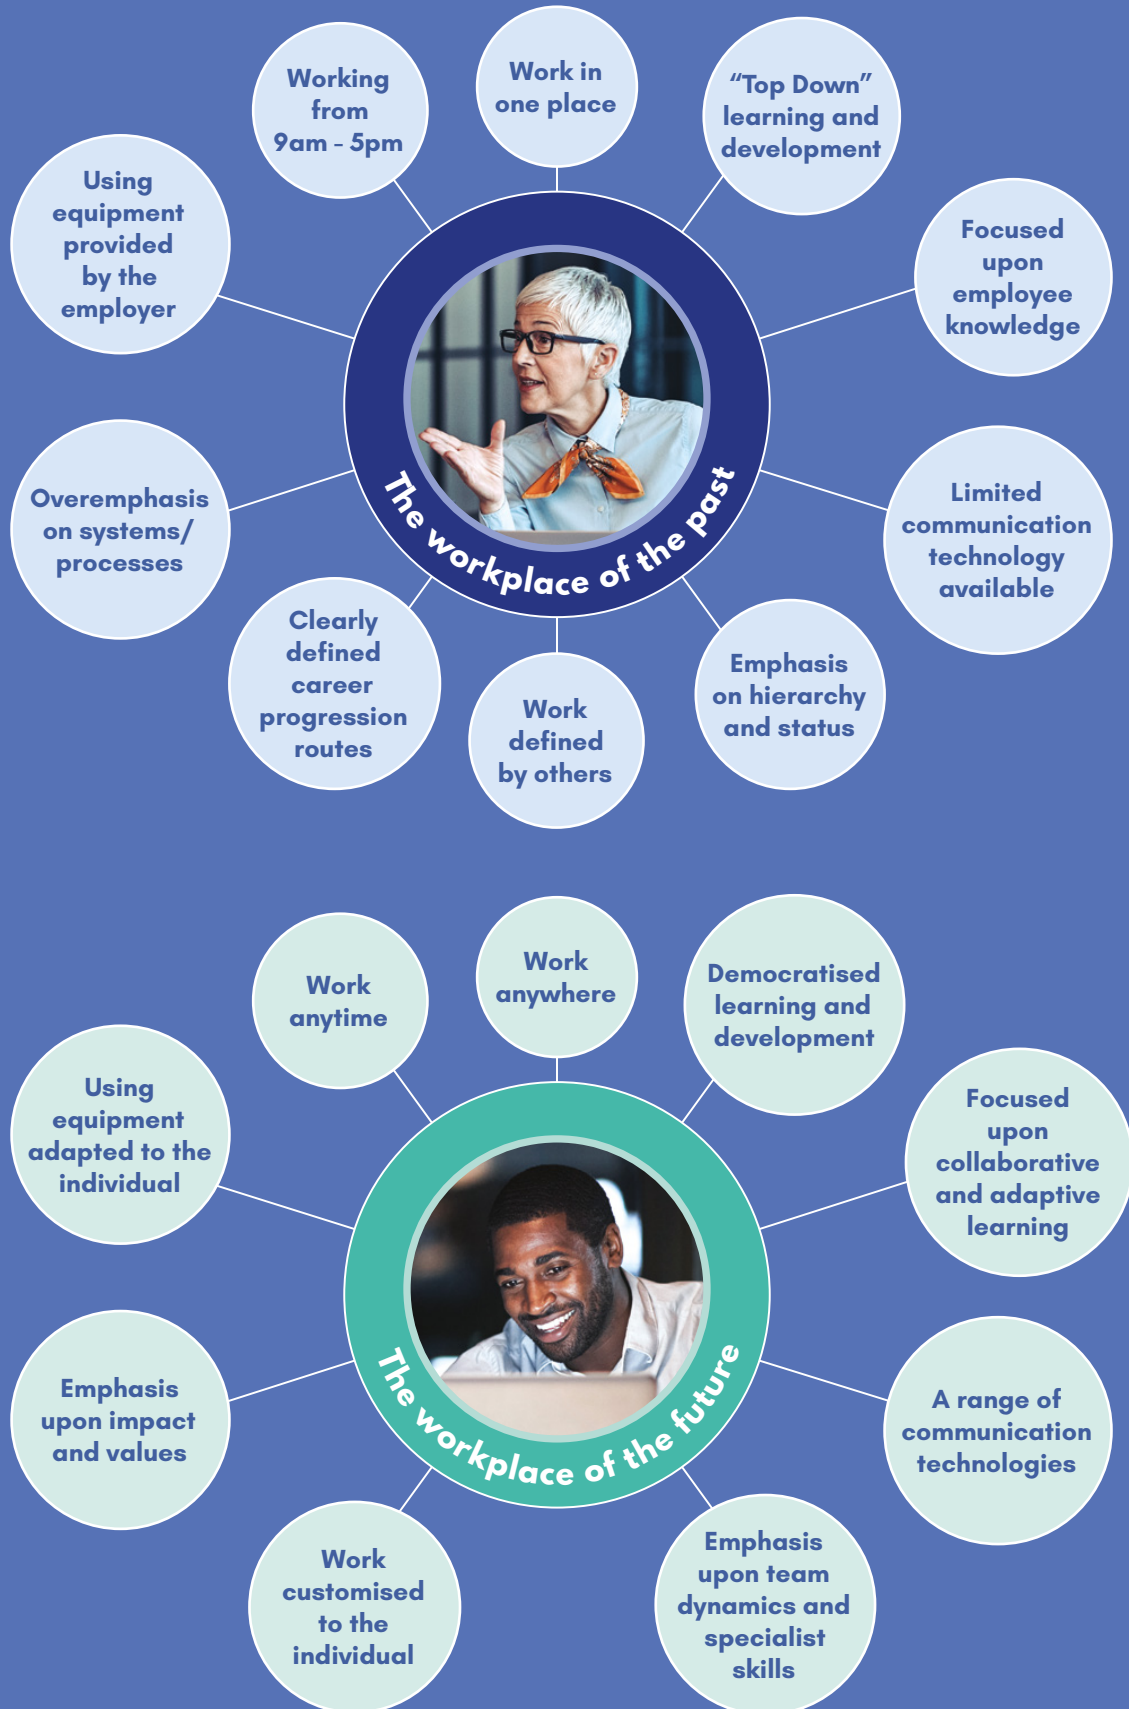 Working
from
9am - 5pm
Work in
one place
“Top Down”
learning and
development
Using
equipment
provided
by the
employer
Focused
upon
employee
knowledge
Overemphasis
on systems/
processes
Limited
communication
technology
available
The workplace of the past
Clearly
defined
career
progression
routes
Work
defined
by others
Emphasis
on hierarchy
and status
Work
anytime
Work
anywhere
Democratised
learning and
development
Using
equipment
adapted to the
individual
Focused
upon
collaborative
and adaptive
learning
Emphasis
upon impact
and values
A range of
communication
technologies
The workplace of the future
Work
customised
to the
individual
Emphasis
upon team
dynamics and
specialist
skills